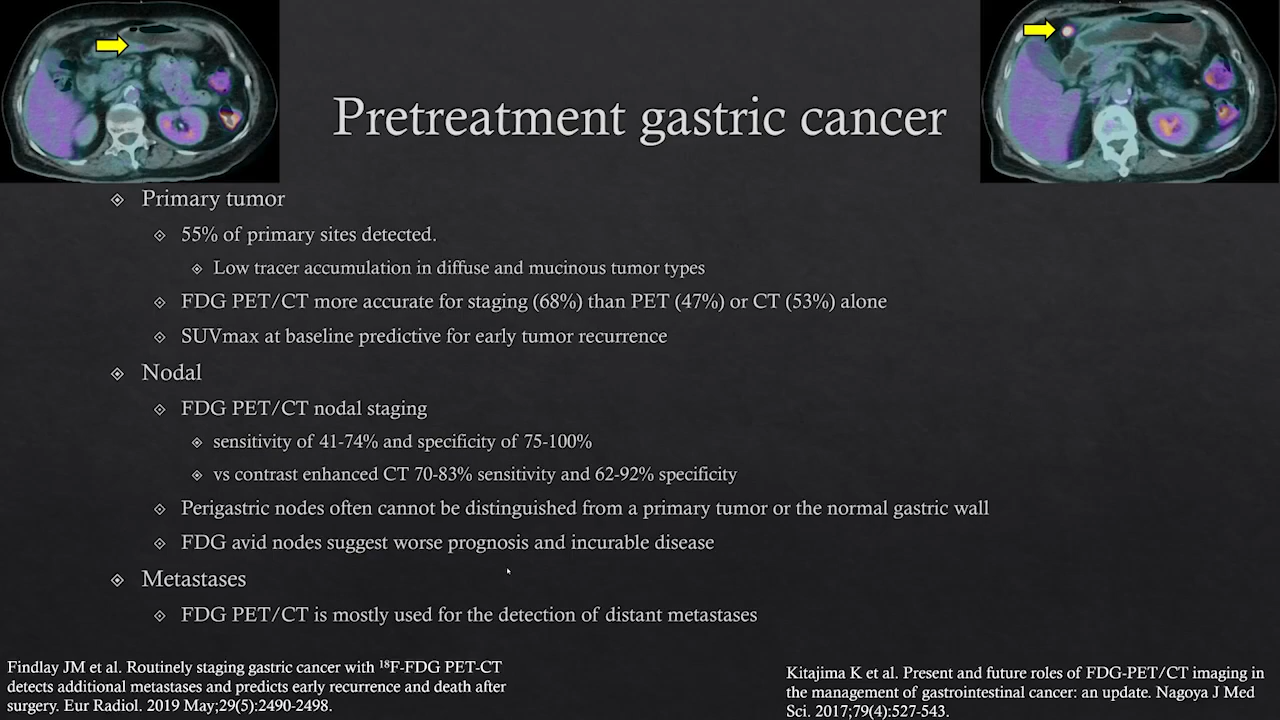 Pretreatment gastric cancer
Primary tumor
55% of primary sites detected.
Low tracer accumulation in diffuse and mucinous tumor types
FDG PET/CT more accurate for staging (68%) than PET (47%) or CT (53%) alone
SUVmax at baseline predictive for early tumor recurrence
Nodal
FDG PET/CT nodal staging
sensitivity of 41-74% and specificity of 75-100%
vs contrast enhanced CT 70-83% sensitivity and 62-92% specificity
Perigastric nodes often cannot be distinguished from a primary tumor or the normal gastric wall
FDG avid nodes suggest worse prognosis and incurable disease
Metastases
FDG PET/CT is mostly used for the detection of distant metastases
Findlay JM et al. Routinely staging gastric cancer with ¹⁸F-FDG PET-CT
detects additional metastases and predicts early recurrence and death after
surgery. Eur Radiol. 2019 May;29(5):2490-2498.
Kitajima K et al. Present and future roles of FDG-PET/CT imaging in
the management of gastrointestinal cancer: an update. Nagoya J Med
Sci. 2017;79(4):527-543.